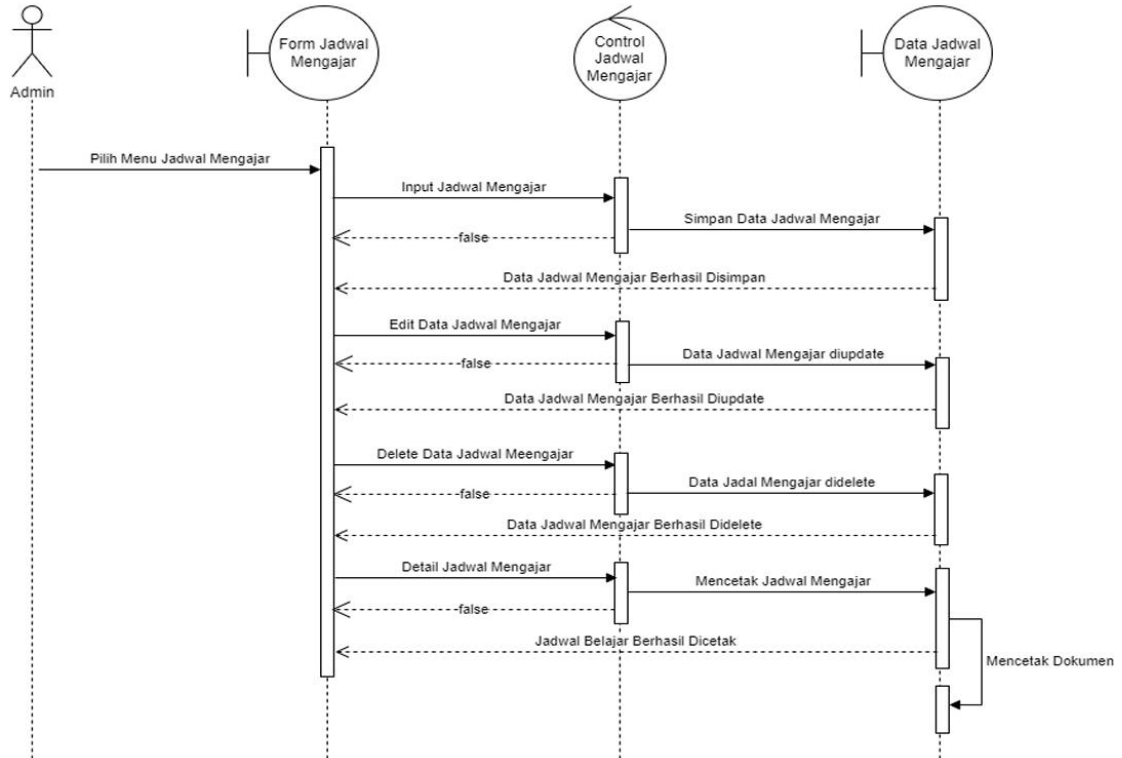 Form Jadwal
Mengajar
Control
Jadwal
Mengajar
Data Jadwal
Mengajar
Admin
Pilih Menu Jadwal Mengajar
Input Jadwal Mengajar
Simpan Data Jadwal Mengajar
false
Data Jadwal Mengajar Berhasil Disimpan
Edit Data Jadwal Mengajar
Data Jadwal Mengajar diupdate
false
Data Jadwal Mengajar Berhasil Diupdate
Delete Data Jadwal Meengajar
Data Jadal Mengajar didelete
false
Data Jadwal Mengajar Berhasil Didelete
Detail Jadwal Mengajar
Mencetak Jadwal Mengajar
false
Jadwal Belajar Berhasil Dicetak
Mencetak Dokumen